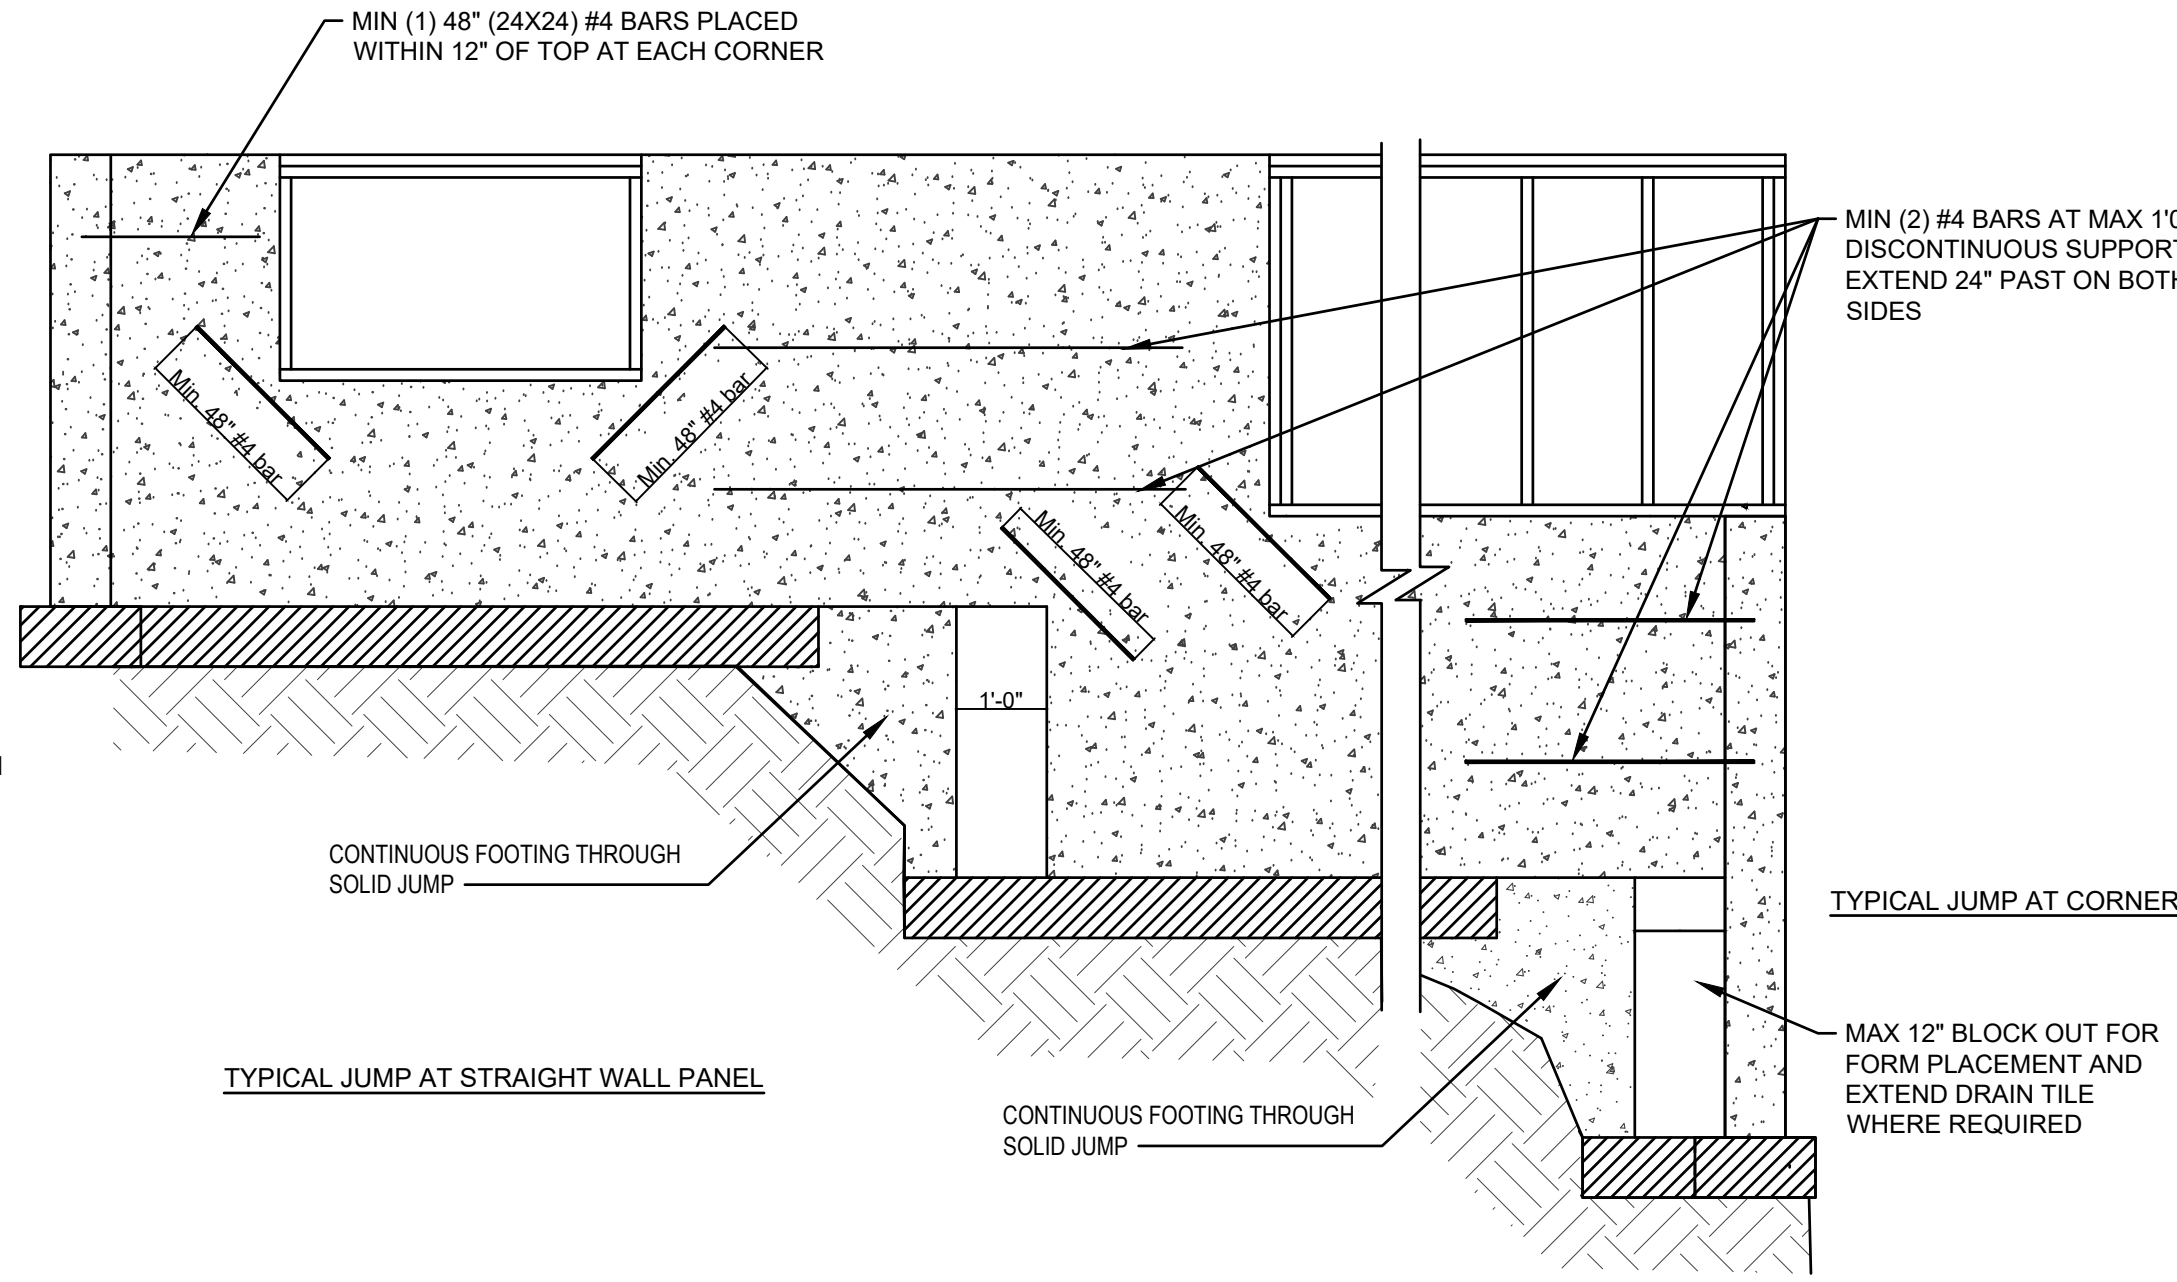 MIN (1) 48" (24X24) #4 BARS PLACED
WITHIN 12" OF TOP AT EACH CORNER
MIN (2) #4 BARS AT MAX 1'0
DISCONTINUOUS SUPPORT
EXTEND 24" PAST ON BOTH
SIDES
Min. 48" #4 bar
Min. 48" #4 bar
Min. 48" #4 bar
Min. 48" #4 bar
1'-0"
CONTINUOUS FOOTING THROUGH
SOLID JUMP
TYPICAL JUMP AT CORNER
TYPICAL JUMP AT STRAIGHT WALL PANEL
MAX 12" BLOCK OUT FOR
FORM PLACEMENT AND
EXTEND DRAIN TILE
WHERE REQUIRED
CONTINUOUS FOOTING THROUGH
SOLID JUMP